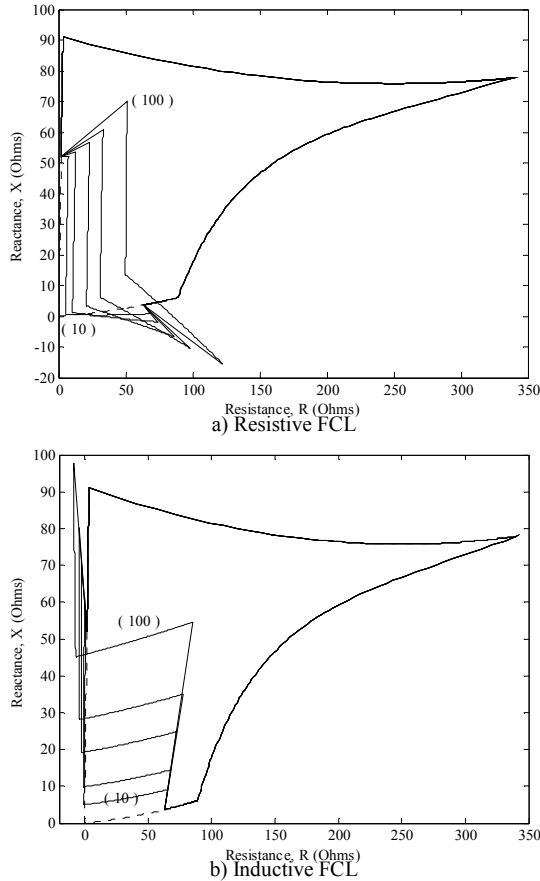 100
90
80
70
60
50
40
30
20
10
0
-10
-20
Reactance, X (Ohms)
( 100 )
( 10 )
0 50 100 150 200 250 300 350
Resistance, R (Ohms)
a) Resistive FCL
100
90
80
70
60
50
40
30
20
10
0
Reactance, X (Ohms)
( 100 )
( 10 )
0 50 100 150 200 250 300 350
Resistance, R (Ohms)
b) Inductive FCL